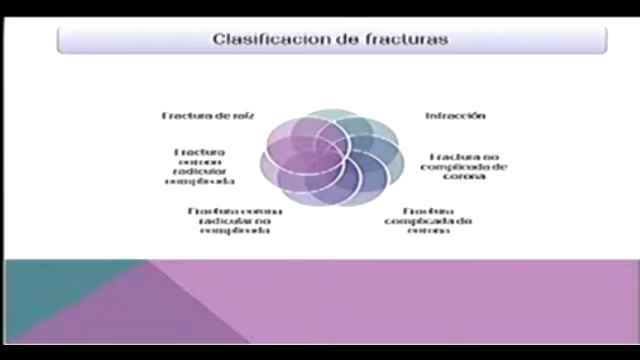 Clasificacion de fracturas
Fractura de raíz
Infracción
Fractura
corono
radicular
complicada
Fractura no
complicada de
corona
Fractura corona
radicular no
complicada
Fractura
complicada de
corona